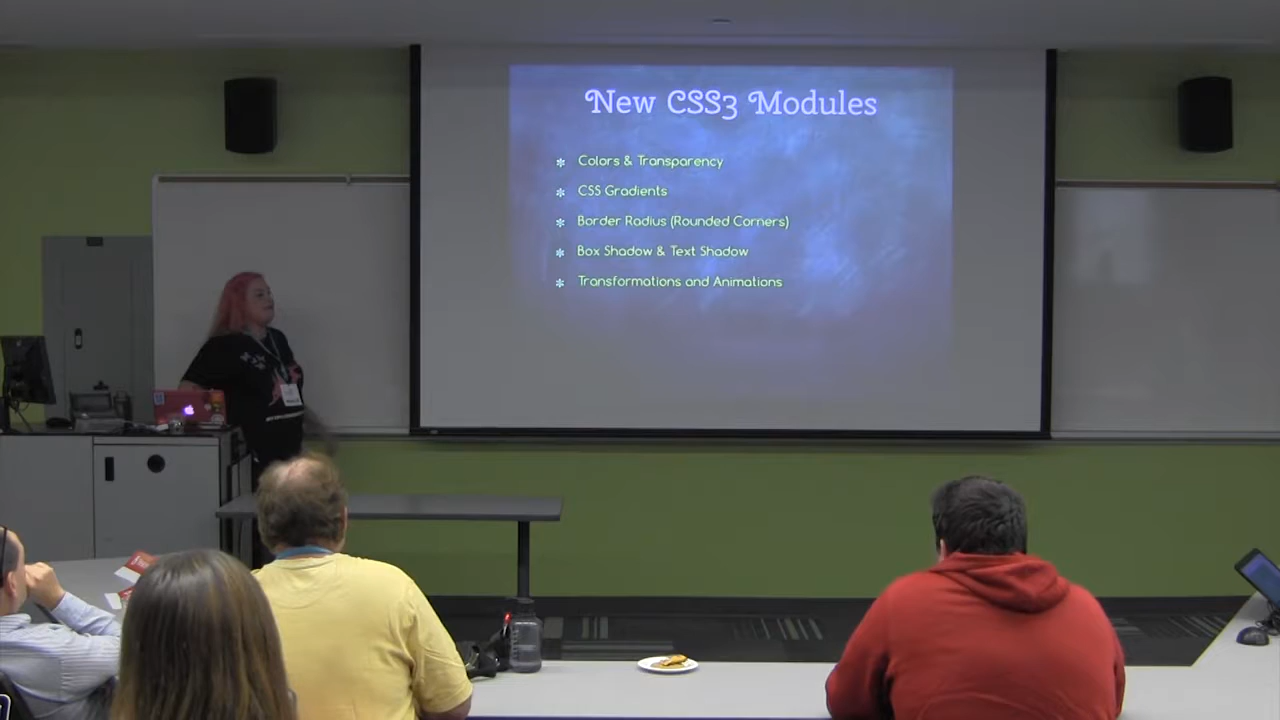 New CSS3 Modules
Colors & Transparency
CSS Gradients
Border Radius (Rounded Corners)
Box Shadow & Text Shadow
Transformations and Animations